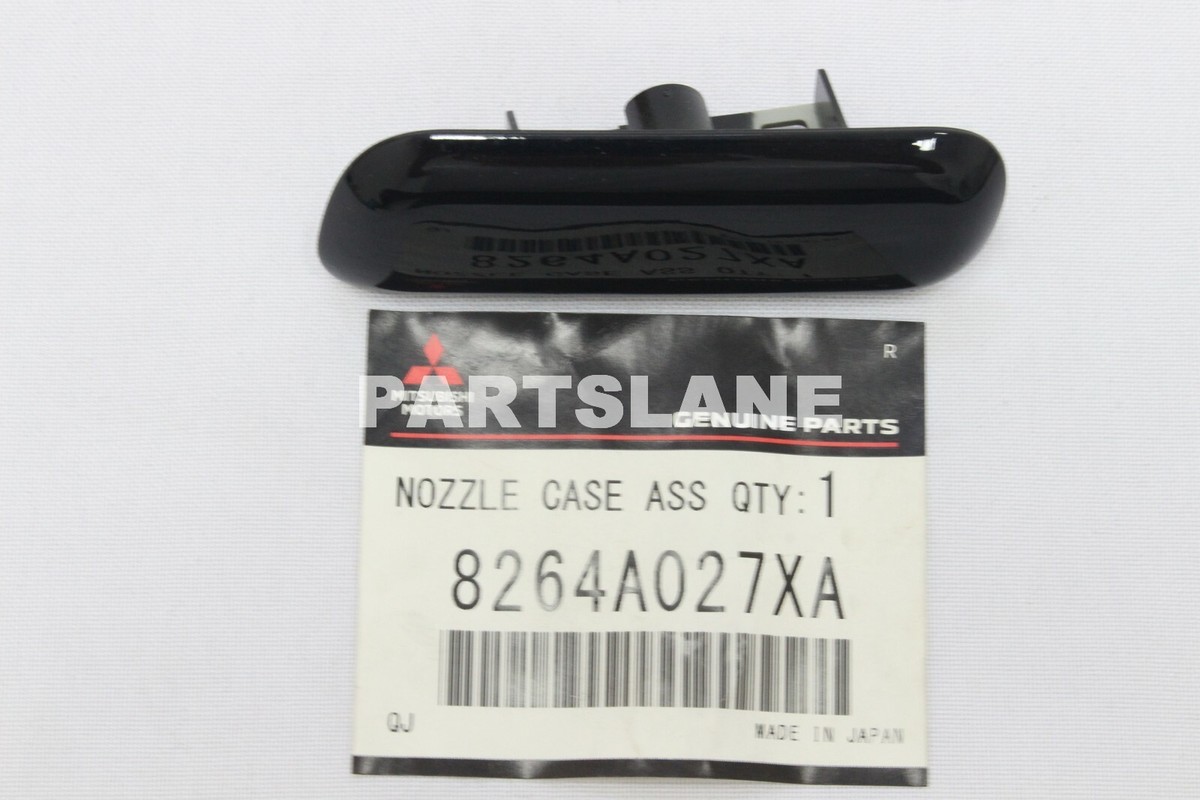 R
MITSUBISHI
MOTORS
PARTSLANE
GENUINE PARTS
NOZZLE CASE ASS QTY: 1
8264A027XA
QJ
MADE IN JAPAN